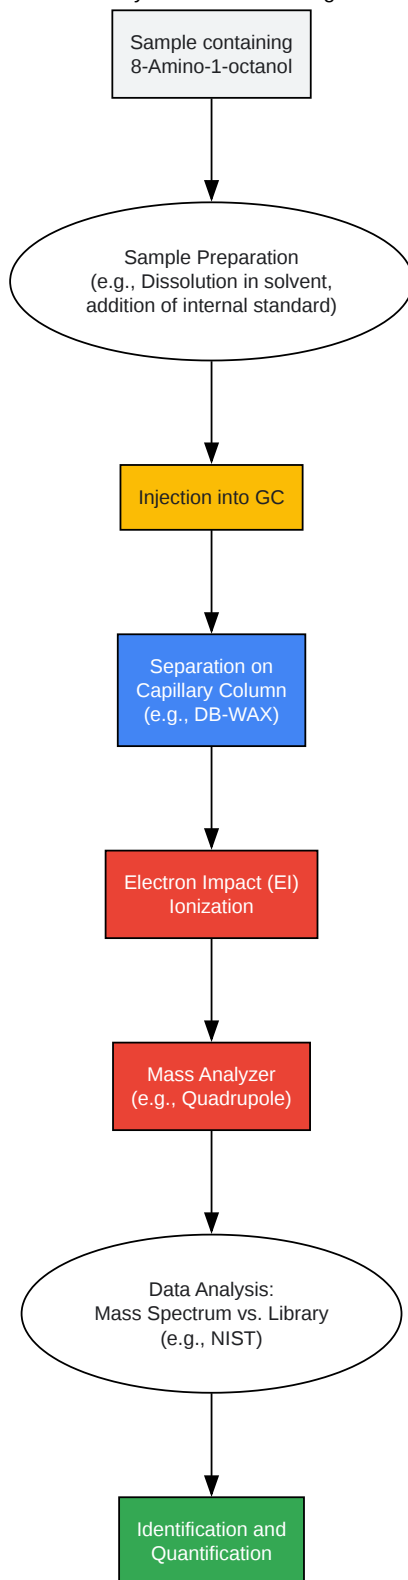 Sample containing
8-Amino-1-octanol
Sample Preparation
(e.g., Dissolution in solvent,
addition of internal standard)
Injection into GC
Separation on
Capillary Column
(e.g., DB-WAX)
Electron Impact (EI)
Ionization
Mass Analyzer
(e.g., Quadrupole)
Data Analysis:
Mass Spectrum vs. Library
(e.g., NIST)
Identification and
Quantification